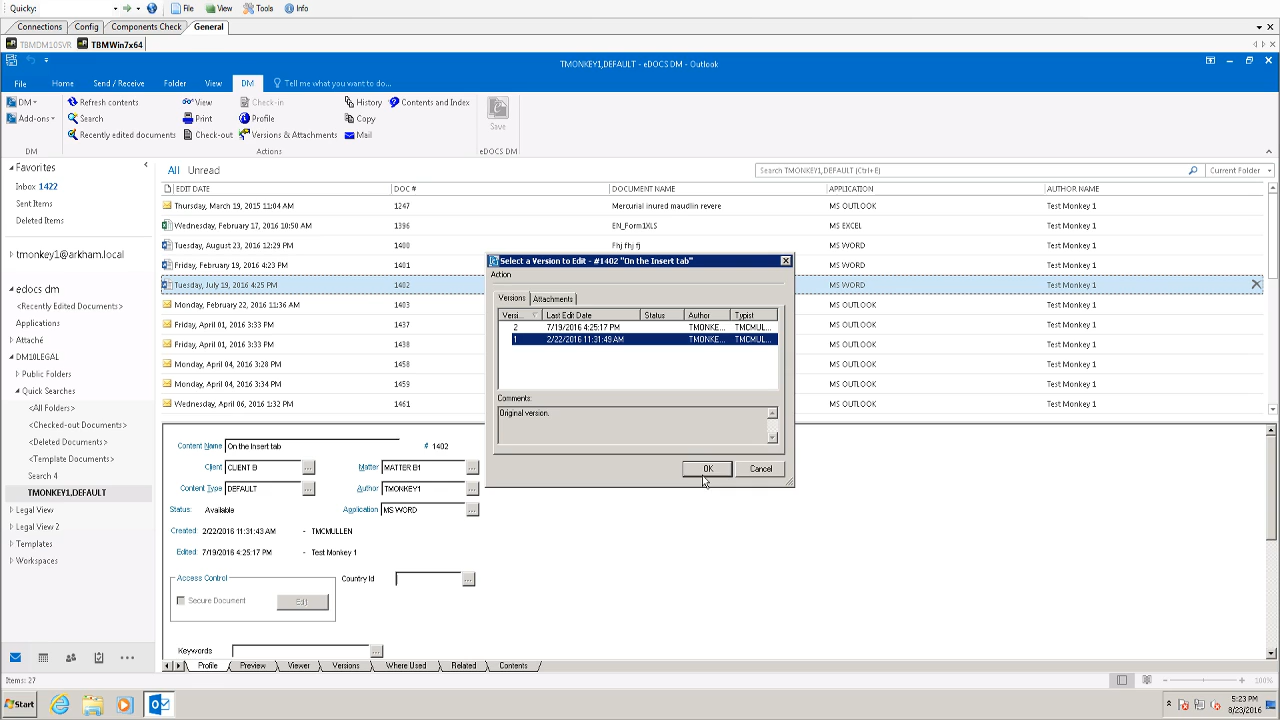 Quicky: File View Tools Info
Connections Config Components Check General
TBMDM10SVR TBMWin7x64
TMONKEY1,DEFAULT - eDOCS DM - Outlook
File Home Send / Receive Folder View DM Tell me what you want to do...
DM Refresh contents View Check-in History Contents and Index
Add-ons Search Print Profile Copy Save
Recently edited documents Check-out Versions & Attachments Mail
DM Actions eDOCS DM
Favorites
Inbox 1422
Sent Items
Deleted Items
tmonkey1@arkham.local
edocs dm
<Recently Edited Documents>
Applications
Attaché
DM10LEGAL
Public Folders
Quick Searches
<All Folders>
<Checked-out Documents>
<Deleted Documents>
<Template Documents>
Search 4
TMONKEY1,DEFAULT
Legal View
Legal View 2
Templates
Workspaces
All Unread Search TMONKEY1,DEFAULT (Ctrl+E) Current Folder
EDIT DATE DOC # DOCUMENT NAME APPLICATION AUTHOR NAME
Thursday, March 19, 2015 11:04 AM 1247 Mercurial inured maudlin revere MS OUTLOOK Test Monkey 1
Wednesday, February 17, 2016 10:50 AM 1396 EN_Form1XLS MS EXCEL Test Monkey 1
Tuesday, August 23, 2016 12:29 PM 1400 Fhj fhj fj MS WORD Test Monkey 1
Friday, February 19, 2016 4:23 PM 1401 MS WORD Test Monkey 1
Tuesday, July 19, 2016 4:25 PM 1402 MS WORD Test Monkey 1
Monday, February 22, 2016 11:36 AM 1403 MS OUTLOOK Test Monkey 1
Friday, April 01, 2016 3:33 PM 1437 MS OUTLOOK Test Monkey 1
Friday, April 01, 2016 3:33 PM 1438 MS OUTLOOK Test Monkey 1
Monday, April 04, 2016 3:28 PM 1458 MS OUTLOOK Test Monkey 1
Monday, April 04, 2016 3:34 PM 1459 MS OUTLOOK Test Monkey 1
Wednesday, April 06, 2016 1:32 PM 1461 MS OUTLOOK Test Monkey 1
Select a Version to Edit - #1402 "On the Insert tab"
Action
Versions Attachments
Versi... Last Edit Date Status Author Typist
2 7/19/2016 4:25:17 PM TMONKE... TMCMUL...
1 2/22/2016 11:31:49 AM TMONKE... TMCMUL...
Comments:
Original version.
OK Cancel
Content Name On the Insert tab # 1402
Client CLIENT B ... Matter MATTER B1 ...
Content Type DEFAULT ... Author TMONKEY1 ...
Status: Available Application MS WORD ...
Created: 2/22/2016 11:31:43 AM - TMCMULLEN
Edited: 7/19/2016 4:25:17 PM - Test Monkey 1
Access Control Country Id ...
Secure Document Edit
Keywords ...
Profile Preview Viewer Versions Where Used Related Contents
Items: 27 100%
Start 5:23 PM
8/23/2016